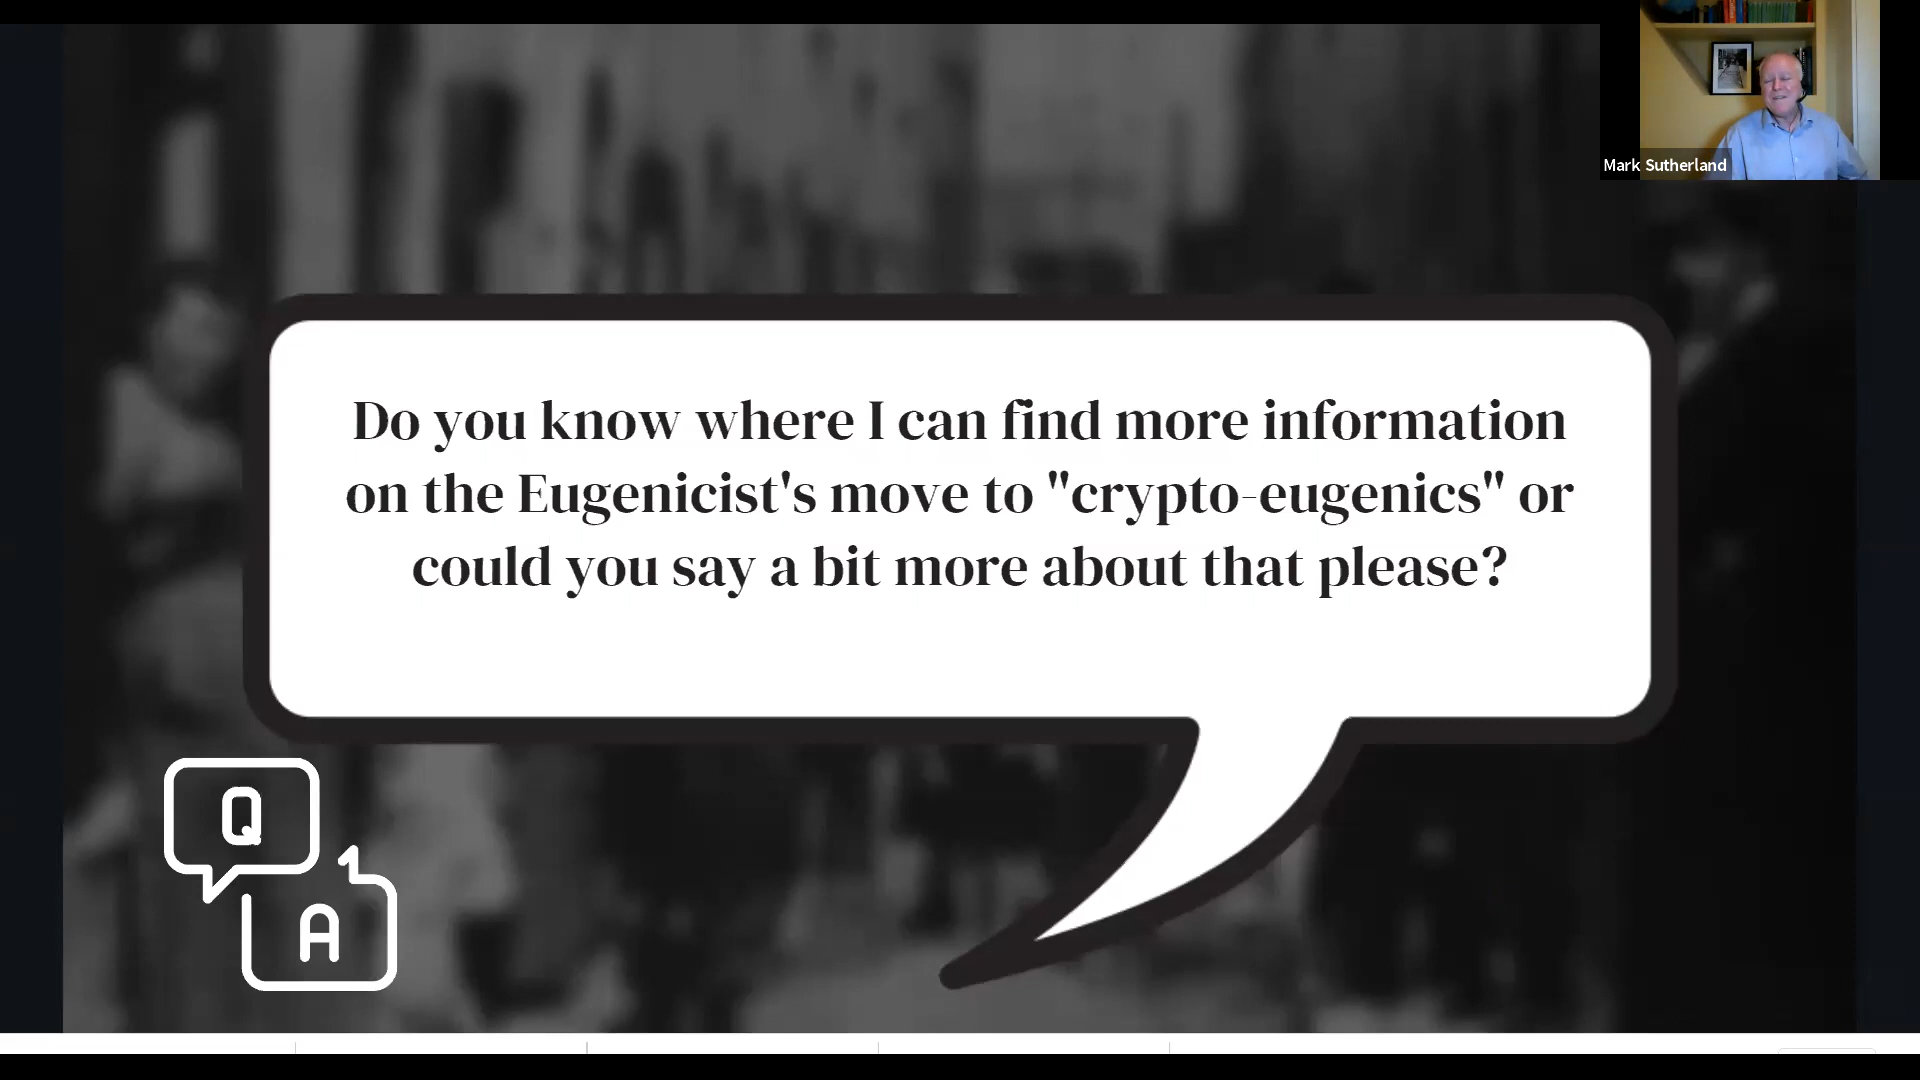 Mark Sutherland
Do you know where I can find more information
on the Eugenicist's move to "crypto-eugenics" or
could you say a bit more about that please?
Q
A